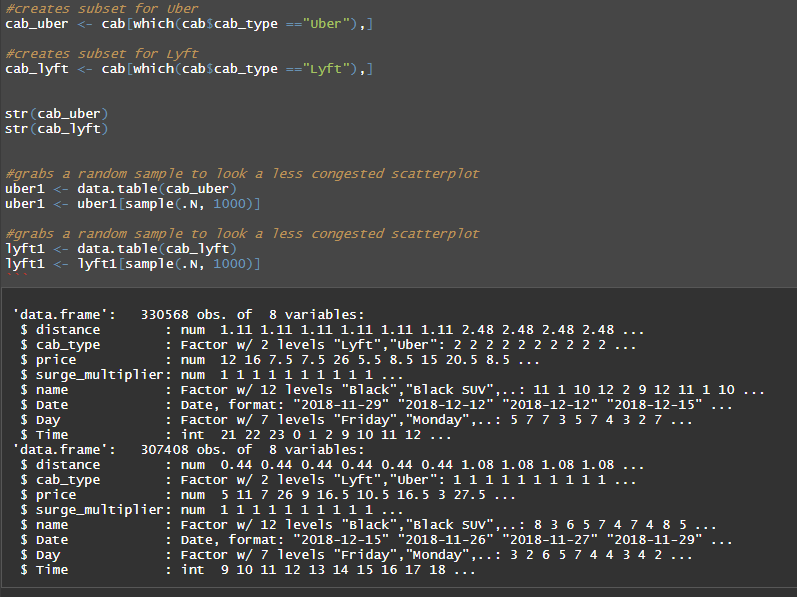 #creates subset for Uber
cab_uber <- cab[which(cab$cab_type =="Uber"),]
#creates subset for Lyft
cab_lyft <- cab[which(cab$cab_type =="Lyft"),]
str(cab_uber)
str(cab_lyft)
#grabs a random sample to look a less congested scatterplot
uber1 <- data.table(cab_uber)
uber1 <- uber1[sample(.N, 1000)]
#grabs a random sample to look a less congested scatterplot
lyft1 <- data.table(cab_lyft)
lyft1 <- lyft1[sample(.N, 1000)]
'data.frame':   330568 obs. of  8 variables:
 $ distance        : num  1.11 1.11 1.11 1.11 1.11 1.11 2.48 2.48 2.48 2.48 ...
 $ cab_type        : Factor w/ 2 levels "Lyft","Uber": 2 2 2 2 2 2 2 2 2 2 ...
 $ price           : num  12 16 7.5 7.5 26 5.5 8.5 15 20.5 8.5 ...
 $ surge_multiplier: num  1 1 1 1 1 1 1 1 1 1 ...
 $ name            : Factor w/ 12 levels "Black","Black SUV",..: 11 1 10 12 2 9 12 11 1 10 ...
 $ Date            : Date, format: "2018-11-29" "2018-12-12" "2018-12-12" "2018-12-15" ...
 $ Day             : Factor w/ 7 levels "Friday","Monday",..: 5 7 7 3 5 7 4 3 2 7 ...
 $ Time            : int  21 22 23 0 1 2 9 10 11 12 ...
'data.frame':   307408 obs. of  8 variables:
 $ distance        : num  0.44 0.44 0.44 0.44 0.44 0.44 1.08 1.08 1.08 1.08 ...
 $ cab_type        : Factor w/ 2 levels "Lyft","Uber": 1 1 1 1 1 1 1 1 1 1 ...
 $ price           : num  5 11 7 26 9 16.5 10.5 16.5 3 27.5 ...
 $ surge_multiplier: num  1 1 1 1 1 1 1 1 1 1 ...
 $ name            : Factor w/ 12 levels "Black","Black SUV",..: 8 3 6 5 7 4 7 4 8 5 ...
 $ Date            : Date, format: "2018-12-15" "2018-11-26" "2018-11-27" "2018-11-29" ...
 $ Day             : Factor w/ 7 levels "Friday","Monday",..: 3 2 6 5 7 4 4 3 4 2 ...
 $ Time            : int  9 10 11 12 13 14 15 16 17 18 ...